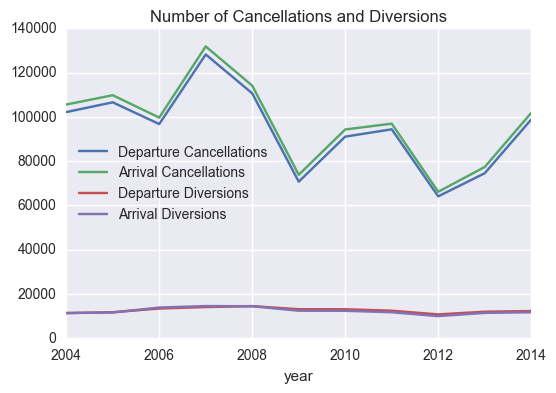 Number of Cancellations and Diversions
140000
120000
100000
80000
60000
40000
20000
0
Departure Cancellations
Arrival Cancellations
Departure Diversions
Arrival Diversions
2004 2006 2008 2010 2012 2014
year